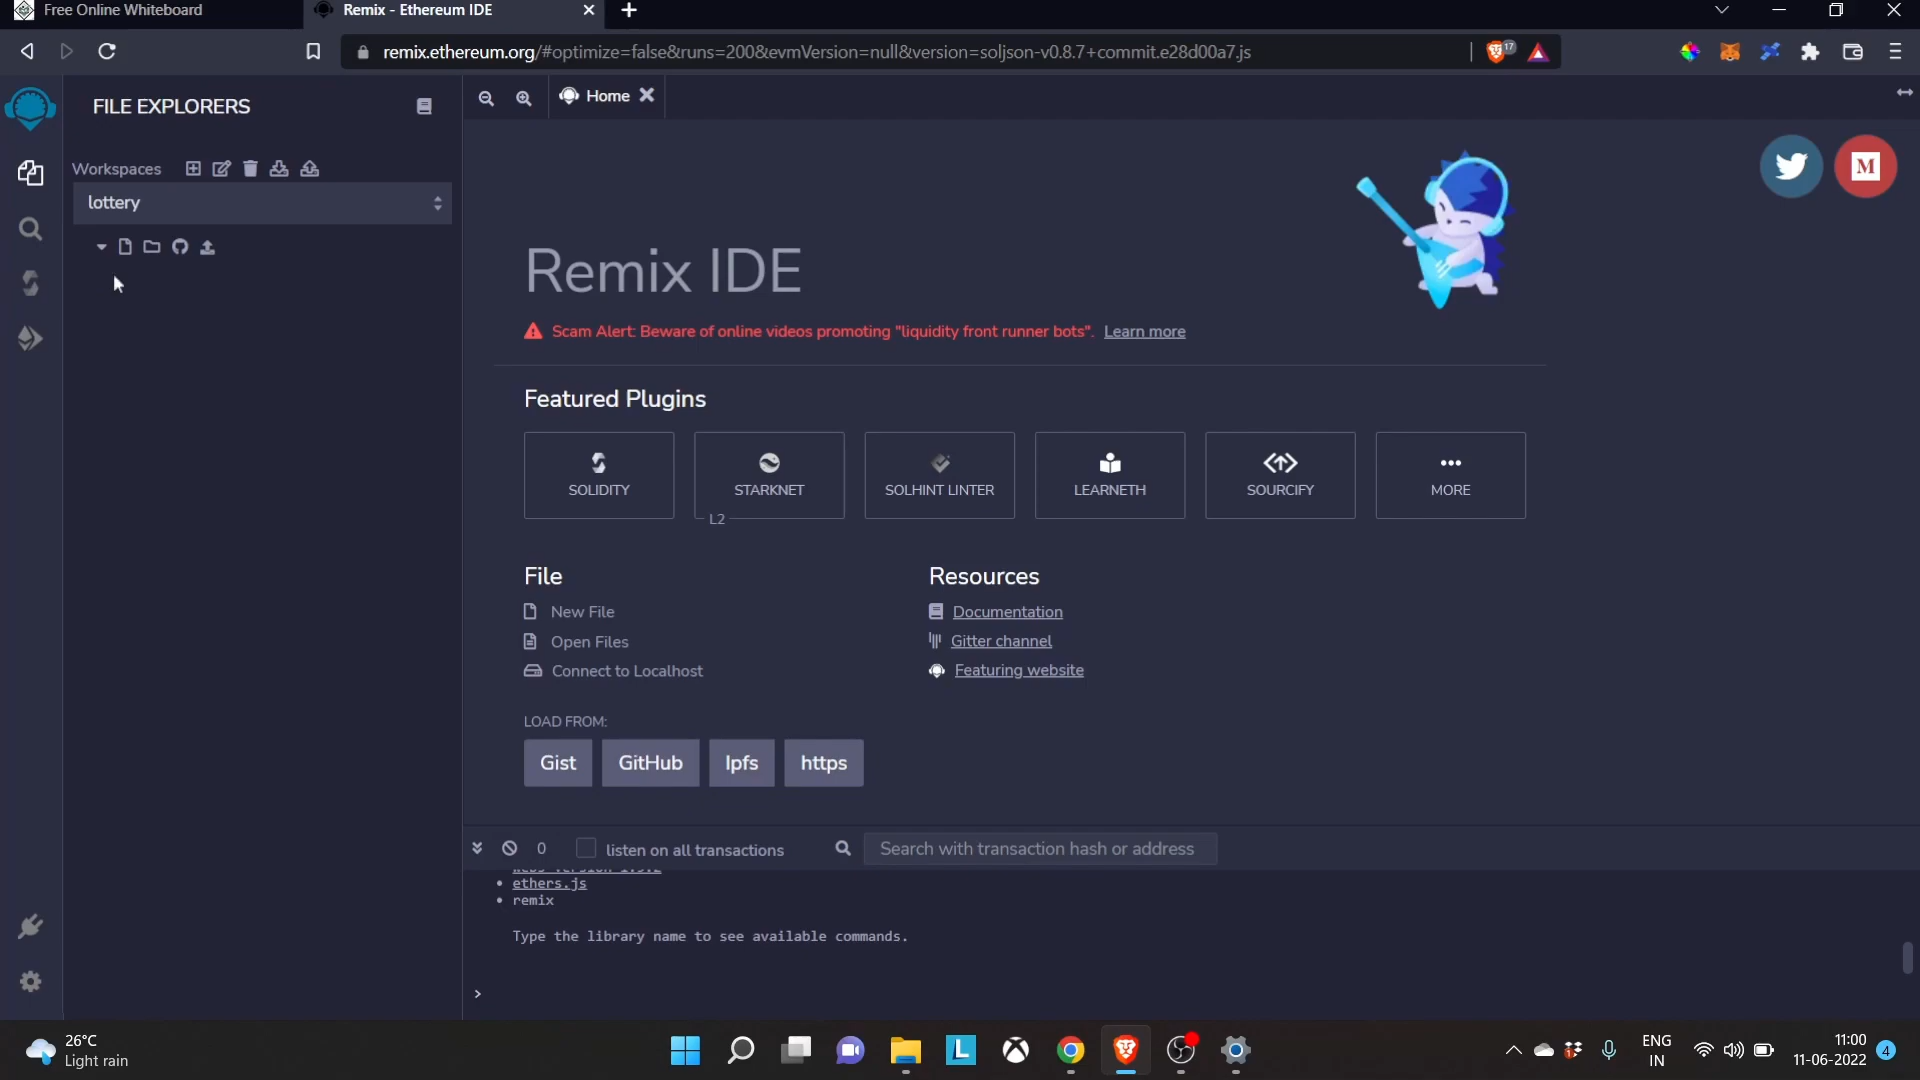 Free Online Whiteboard
Remix - Ethereum IDE
remix.ethereum.org/#optimize=false&runs=200&evmVersion=null&version=soljson-v0.8.7+commit.e28d00a7.js
17
FILE EXPLORERS
Home
Workspaces
lottery
M
Remix IDE
Scam Alert: Beware of online videos promoting "liquidity front runner bots". Learn more
Featured Plugins
SOLIDITY
STARKNET
L2
SOLHINT LINTER
LEARNETH
SOURCIFY
MORE
File
New File
Open Files
Connect to Localhost
Resources
Documentation
Gitter channel
Featuring website
LOAD FROM:
Gist
GitHub
Ipfs
https
0
listen on all transactions
Search with transaction hash or address
• ethers.js
• remix
Type the library name to see available commands.
>
26°C
Light rain
L
ENG
IN
11:00
11-06-2022
4